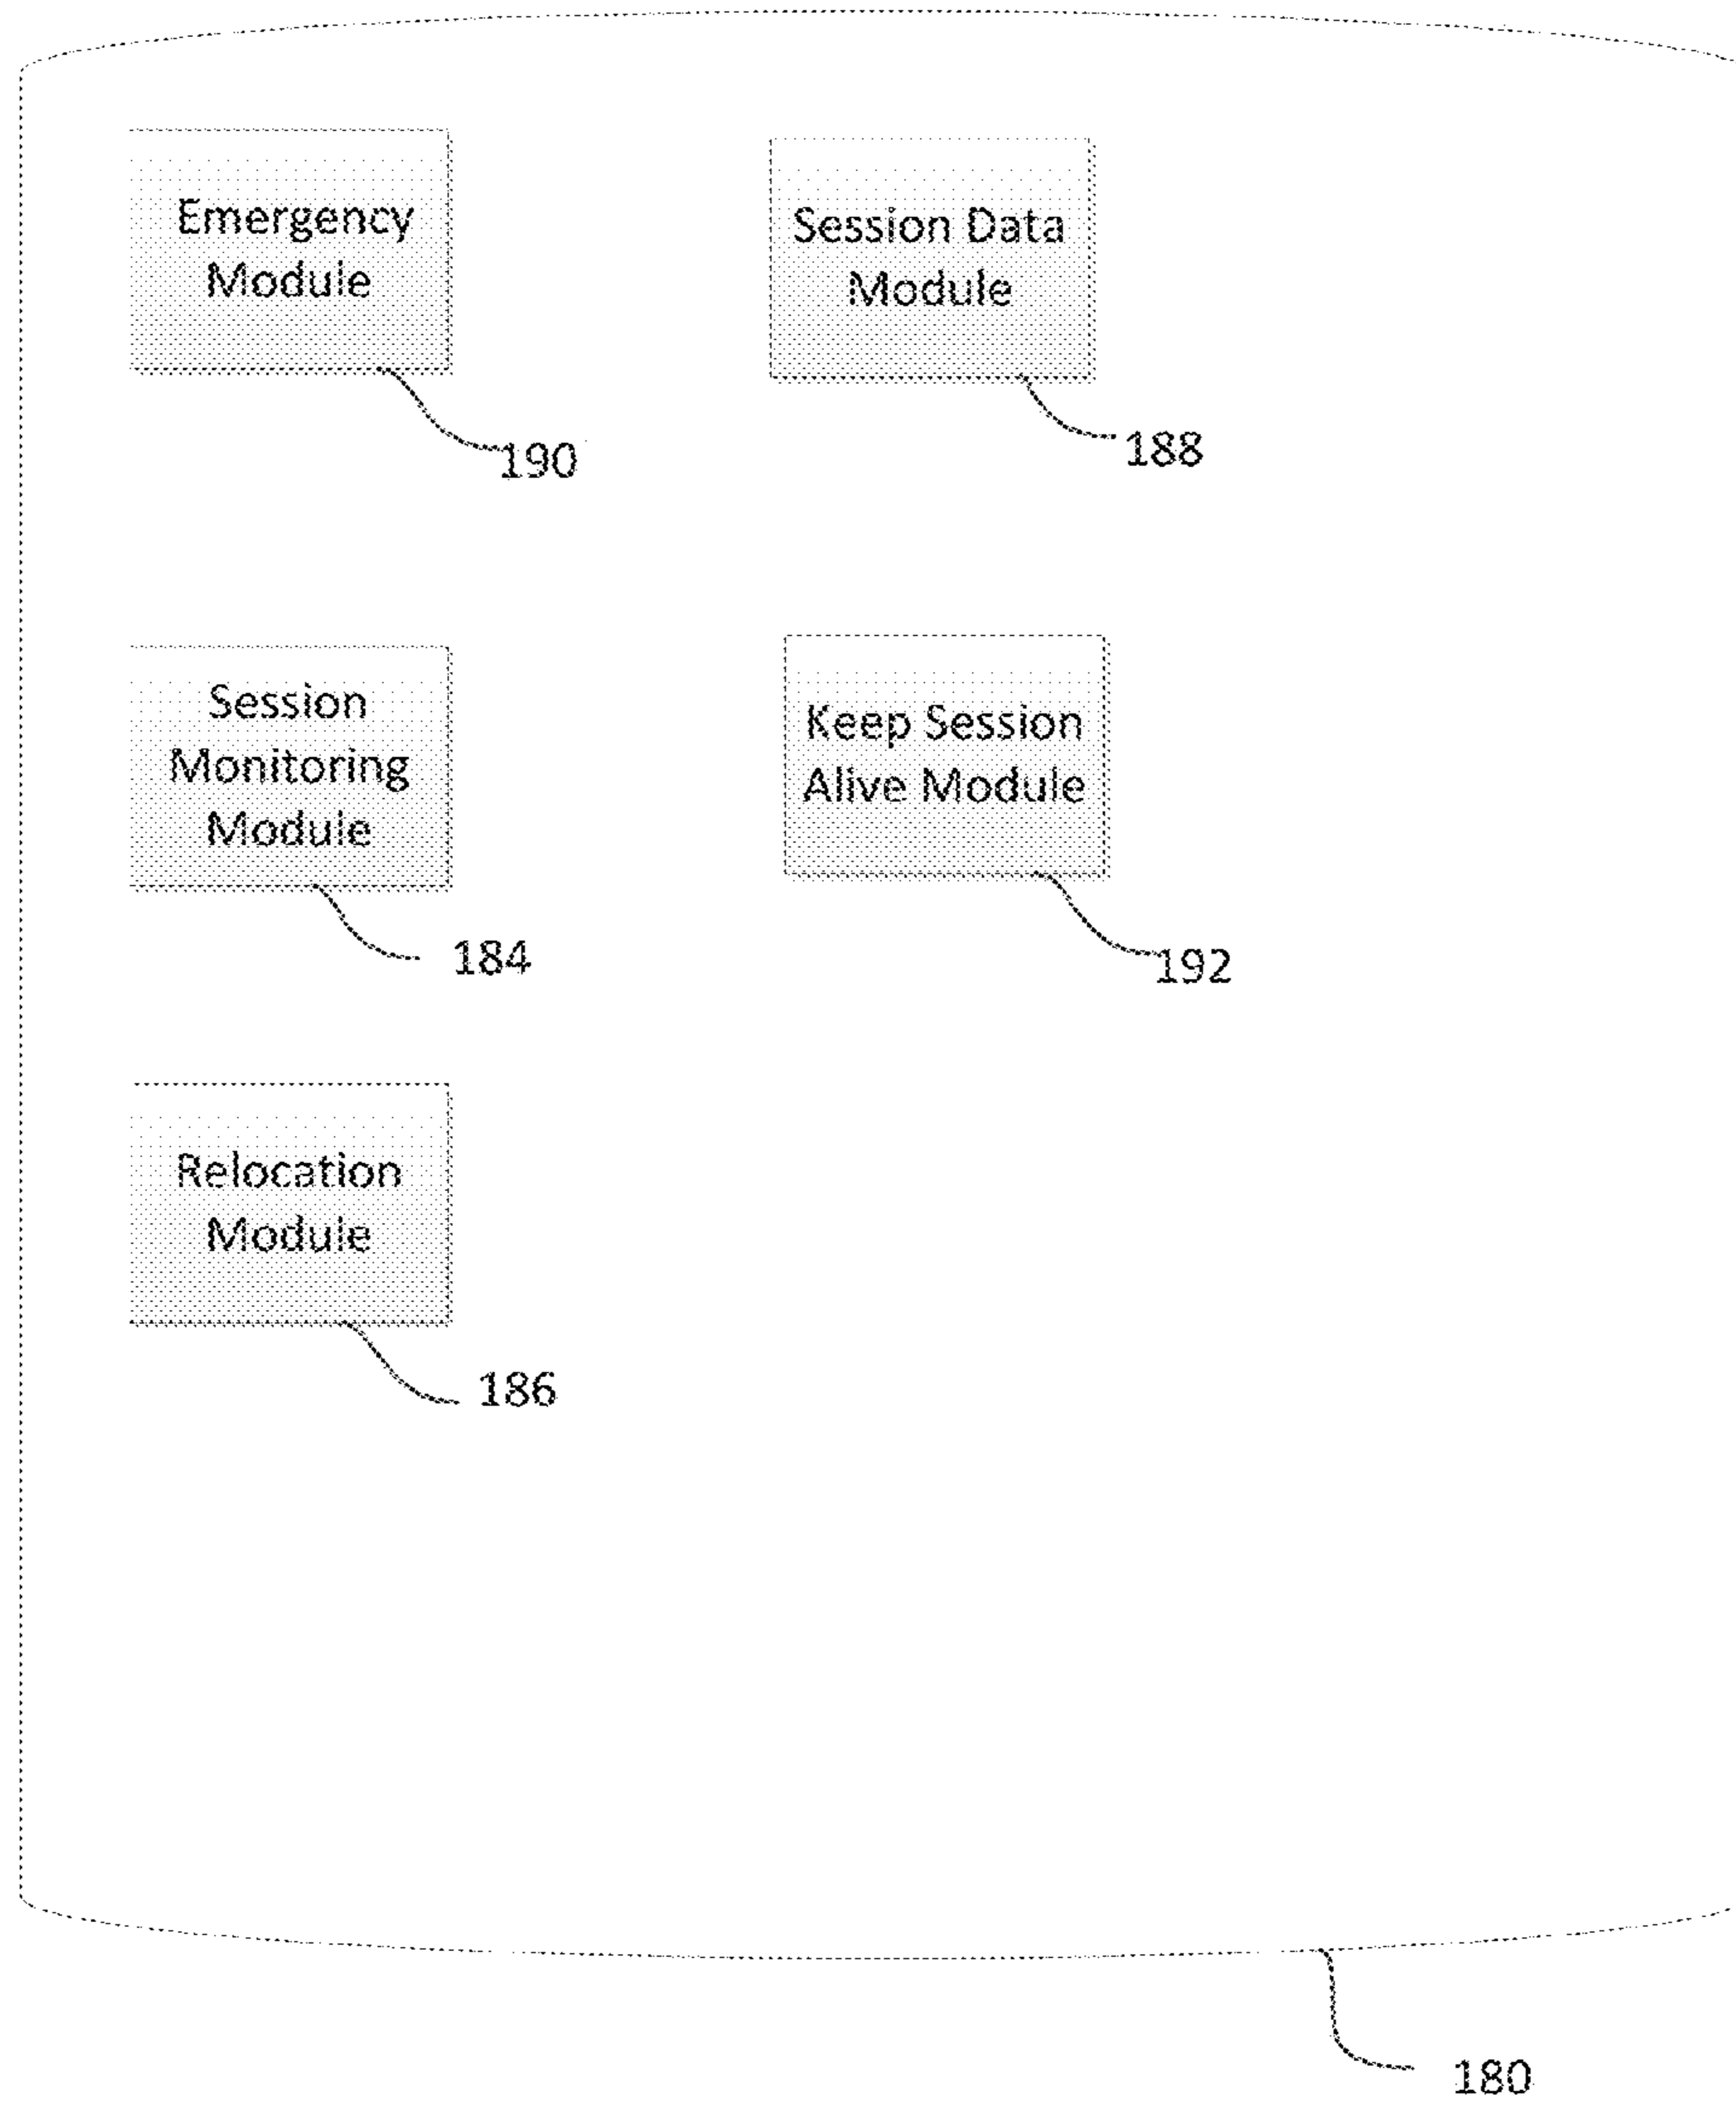 Emergency
Module
190
Session Data
Module
188
Session
Monitoring
Module
184
Keep Session
Alive Module
192
Relocation
Module
186
180